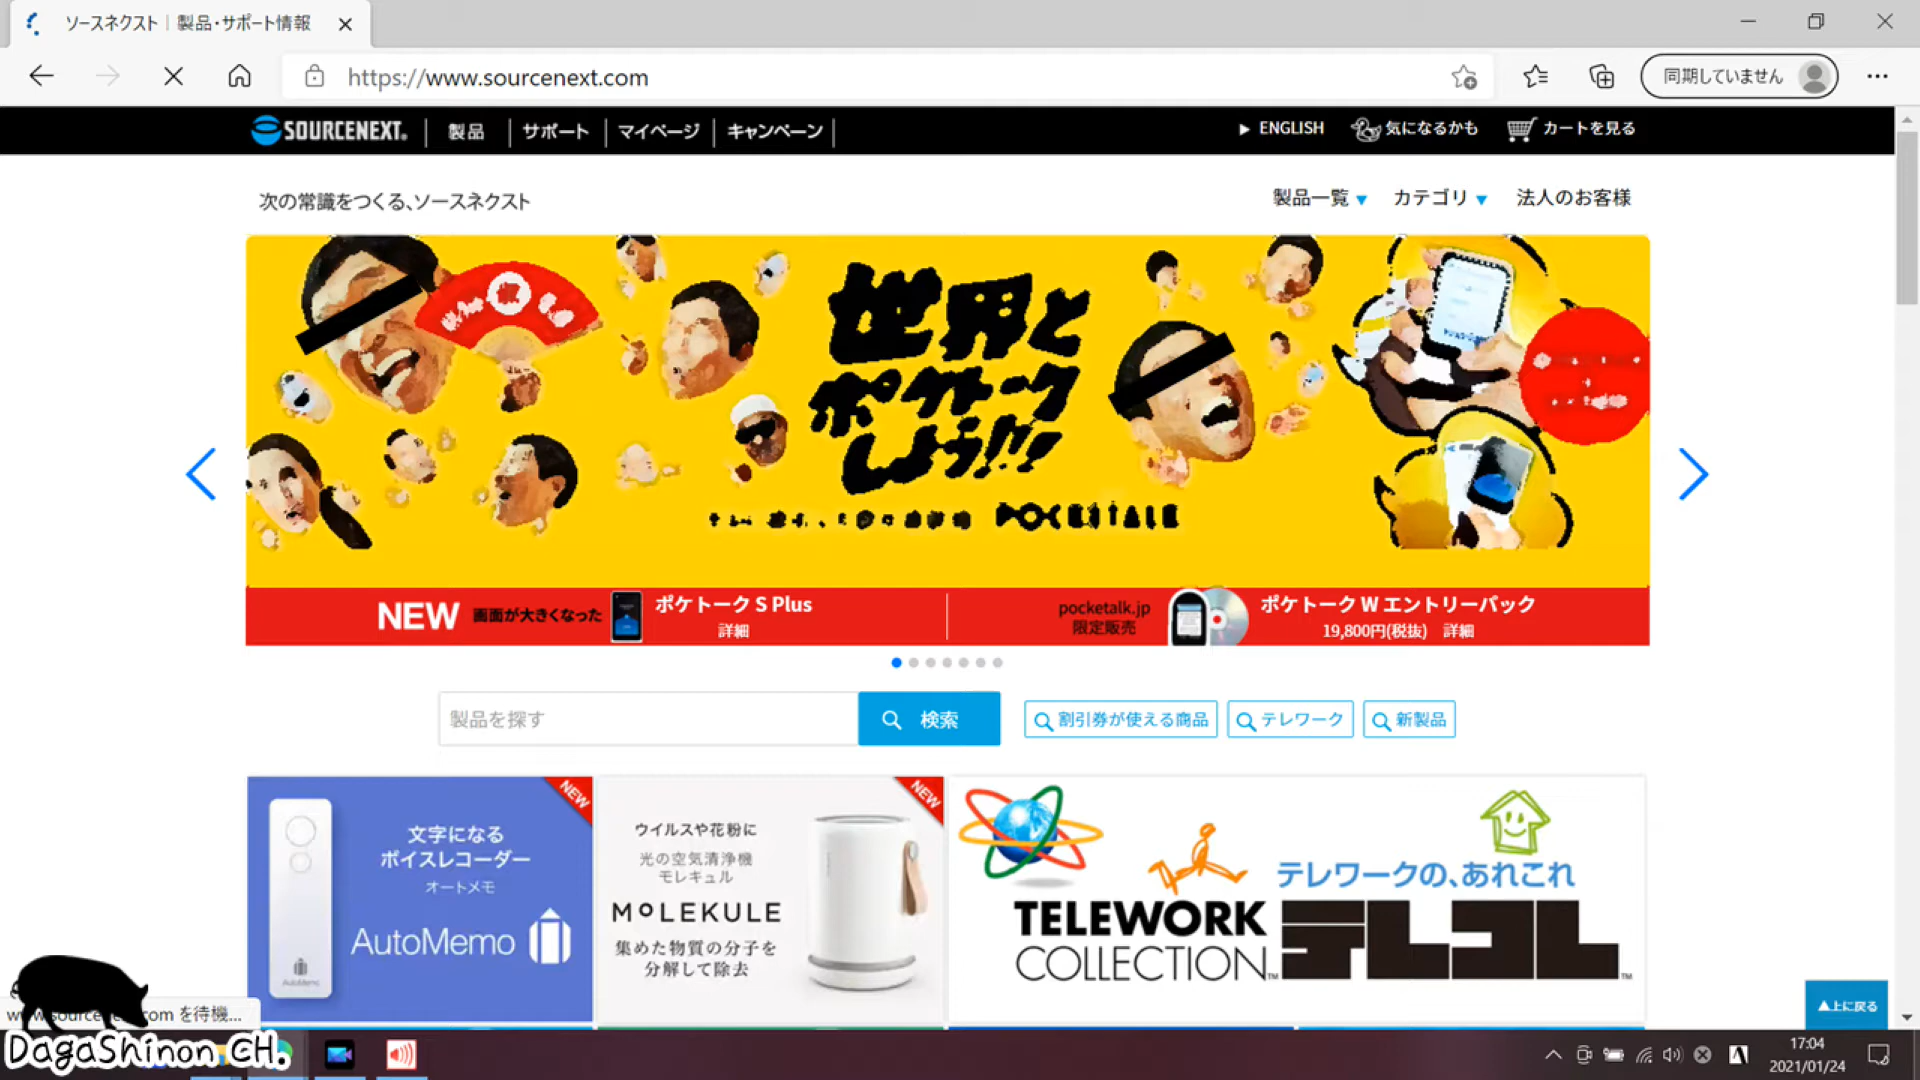 ソースネクスト｜製品・サポート情報
https://www.sourcenext.com
同期していません
SOURCENEXT.
製品
サポート
マイページ
キャンペーン
ENGLISH
気になるかも
カートを見る
次の常識をつくる、ソースネクスト
製品一覧
カテゴリ
法人のお客様
世界と
ポケトーク
しよう!!!
POCKETALK
NEW 画面が大きくなった
ポケトーク S Plus
詳細
pocketalk.jp
限定販売
ポケトーク W エントリーパック
19,800円(税抜) 詳細
製品を探す
検索
割引券が使える商品
テレワーク
新製品
NEW
文字になる
ボイスレコーダー
オートメモ
AutoMemo
AutoMemo
NEW
ウイルスや花粉に
光の空気清浄機
モレキュル
MOLEKULE
集めた物質の分子を
分解して除去
テレワークの、あれこれ
TELEWORK
COLLECTION™
テレコレ™
▲上に戻る
www.sourcenext.com を待機...
DagaShinon CH.
17:04
2021/01/24